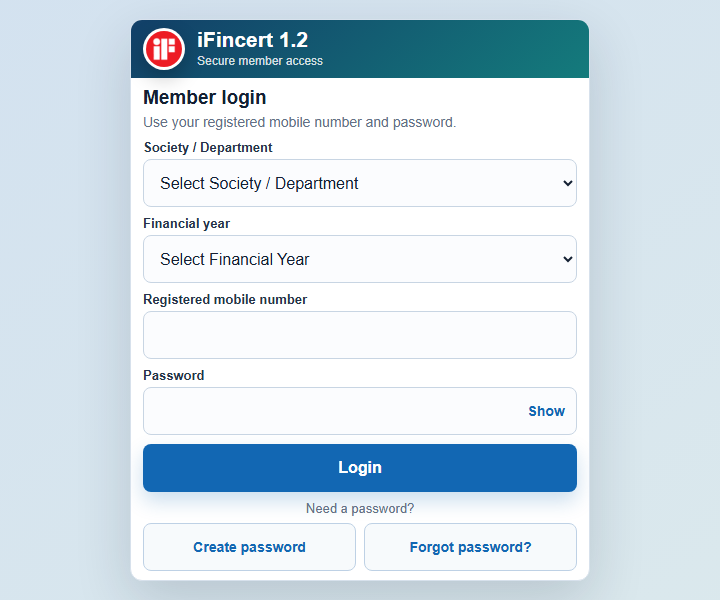 iF
iFincert 1.2
Secure member access
Member login
Use your registered mobile number and password.
Society / Department
Select Society / Department
Financial year
Select Financial Year
Registered mobile number
Password
Show
Login
Need a password?
Create password
Forgot password?